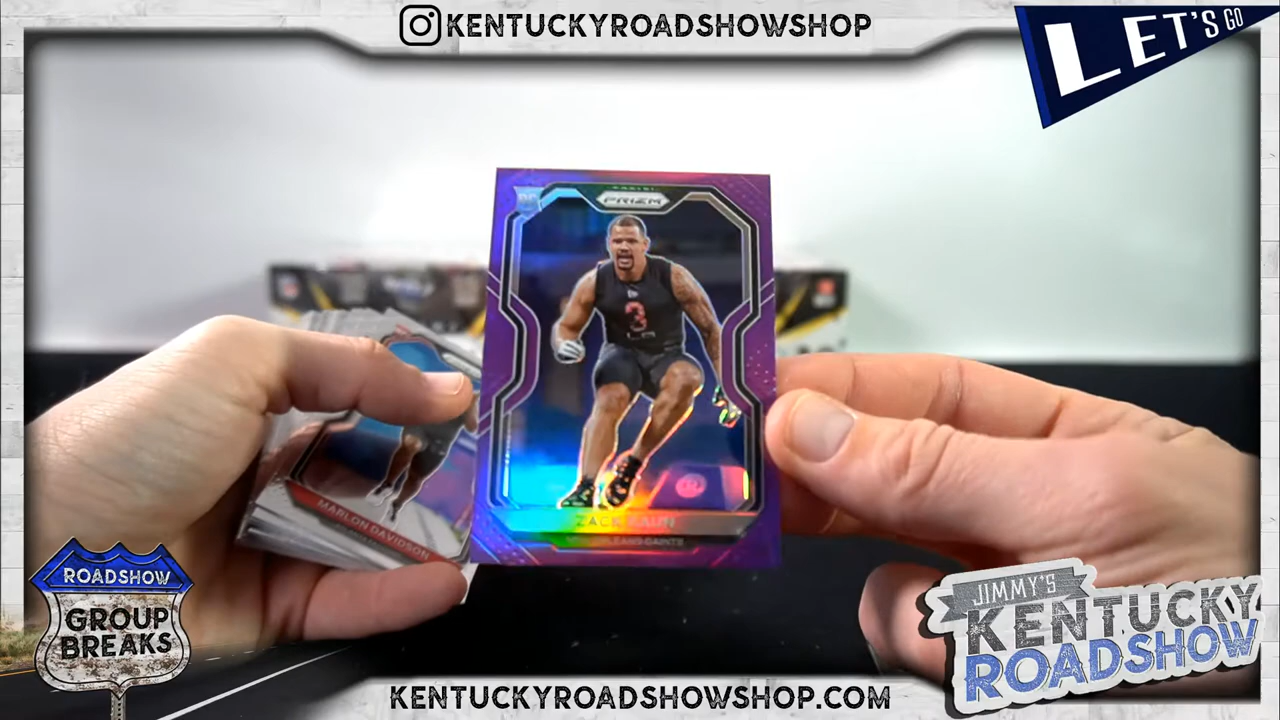 KENTUCKYROADSHOWSHOP
LET'S GO
PANINI
PRIZM
RC
3
ZACK BAUN
MARLON DAVIDSON
ROADSHOW
GROUP
BREAKS
JIMMY'S
KENTUCKY
ROADSHOW
KENTUCKYROADSHOWSHOP.COM